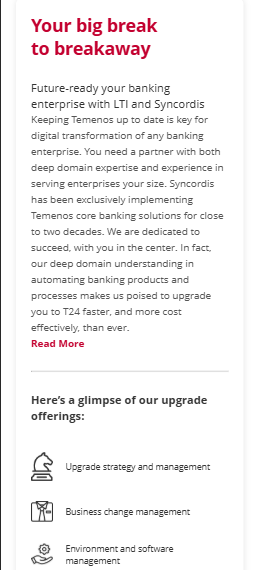 Your big break
to breakaway
Future-ready your banking
enterprise with LTI and Syncordis
Keeping Temenos up to date is key for
digital transformation of any banking
enterprise. You need a partner with both
deep domain expertise and experience in
serving enterprises your size. Syncordis
has been exclusively implementing
Temenos core banking solutions for close
to two decades. We are dedicated to
succeed, with you in the center. In fact,
our deep domain understanding in
automating banking products and
processes makes us poised to upgrade
you to T24 faster, and more cost
effectively, than ever.
Read More
Here's a glimpse of our upgrade
offerings:
Upgrade strategy and management
Business change management
Environment and software
management